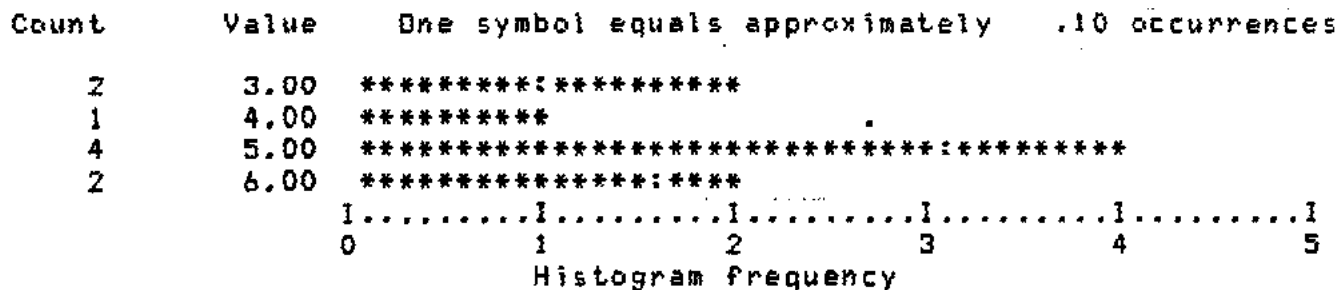 Count Value One symbol equals approximately .10 occurrences
2 3.00 *********:**********
1 4.00 ********** .
4 5.00 ******************************:*********
2 6.00 ***************:****
I.........I.........I.........I.........I.........I
0 1 2 3 4 5
Histogram frequency